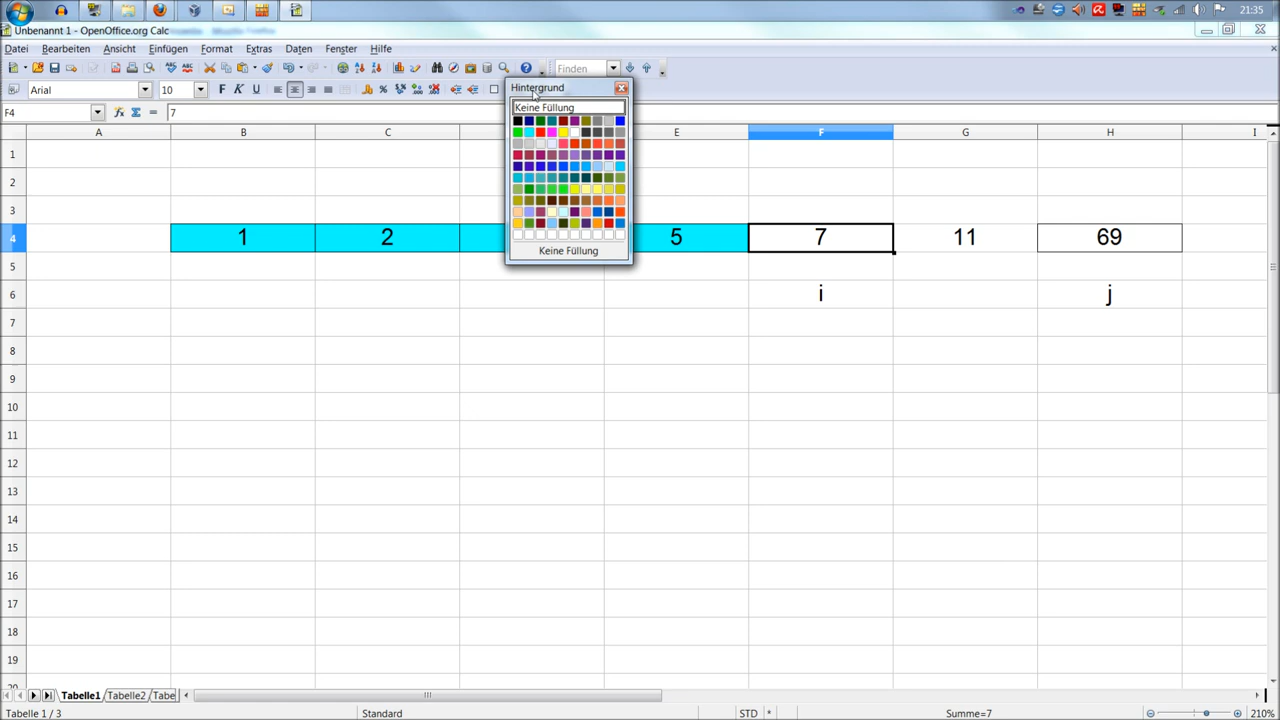 21:35
Unbenannt 1 - OpenOffice.org Calc
Datei Bearbeiten Ansicht Einfügen Format Extras Daten Fenster Hilfe
Finden
Arial 10 F K U
Hintergrund
F4 7
Keine Füllung
A B C E F G H I
1
2
3
4 1 2 5 7 11 69
Keine Füllung
5
6 i j
7
8
9
10
11
12
13
14
15
16
17
18
19
Tabelle1 Tabelle2 Tabe
Tabelle 1 / 3 Standard STD * Summe=7 210%